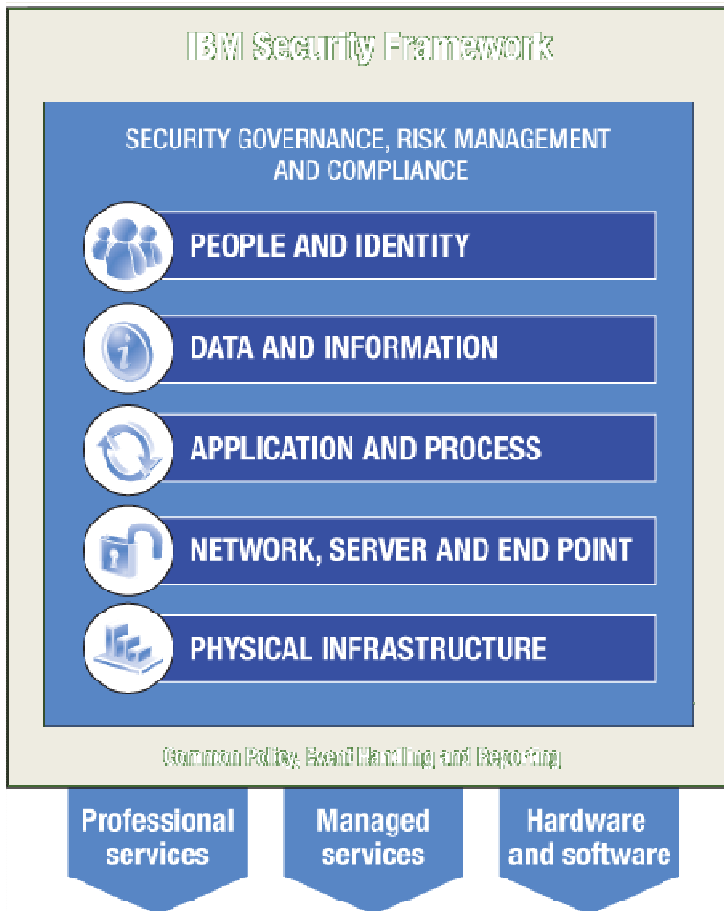 IBM Security Framework
SECURITY GOVERNANCE, RISK MANAGEMENT
AND COMPLIANCE
PEOPLE AND IDENTITY
i
DATA AND INFORMATION
APPLICATION AND PROCESS
NETWORK, SERVER AND END POINT
PHYSICAL INFRASTRUCTURE
Common Policy, Event Handling and Reporting
Professional
services
Managed
services
Hardware
and software